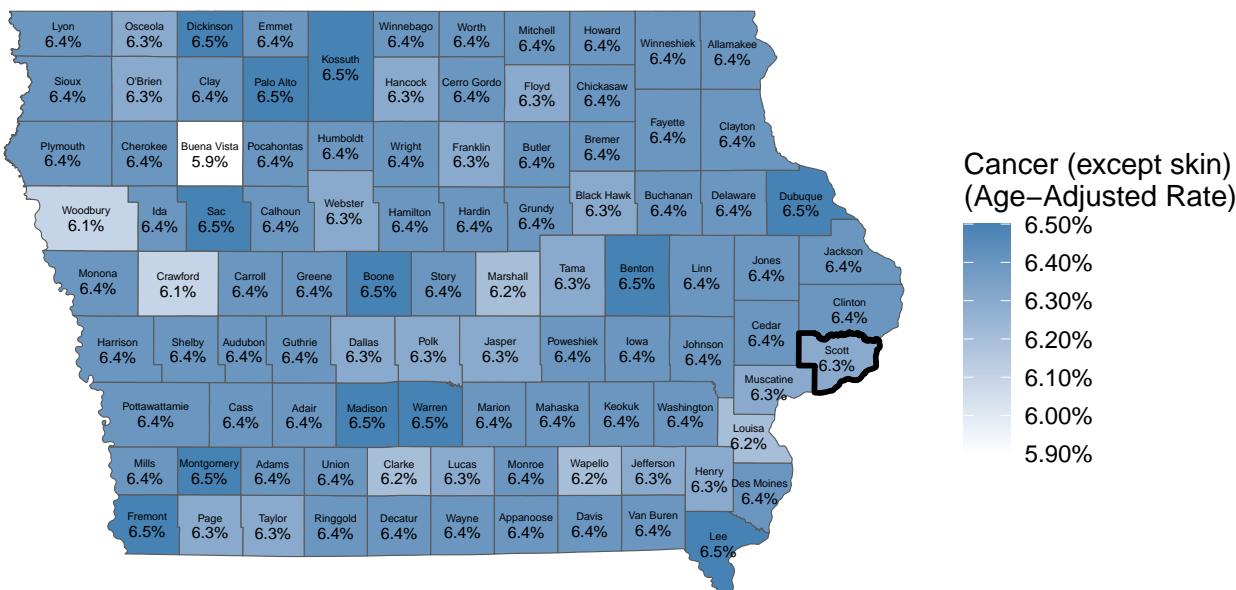 Lyon
6.4%
Osceola
6.3%
Dickinson
6.5%
Emmet
6.4%
Kossuth
6.5%
Winnebago
6.4%
Worth
6.4%
Mitchell
6.4%
Howard
6.4%
Winneshiek
6.4%
Allamakee
6.4%
Sioux
6.4%
O'Brien
6.3%
Clay
6.4%
Palo Alto
6.5%
Hancock
6.3%
Cerro Gordo
6.4%
Floyd
6.3%
Chickasaw
6.4%
Fayette
6.4%
Clayton
6.4%
Plymouth
6.4%
Cherokee
6.4%
Buena Vista
5.9%
Pocahontas
6.4%
Humboldt
6.4%
Wright
6.4%
Franklin
6.3%
Butler
6.4%
Bremer
6.4%
Woodbury
6.1%
Ida
6.4%
Sac
6.5%
Calhoun
6.4%
Webster
6.3%
Hamilton
6.4%
Hardin
6.4%
Grundy
6.4%
Black Hawk
6.3%
Buchanan
6.4%
Delaware
6.4%
Dubuque
6.5%
Monona
6.4%
Crawford
6.1%
Carroll
6.4%
Greene
6.4%
Boone
6.5%
Story
6.4%
Marshall
6.2%
Tama
6.3%
Benton
6.5%
Linn
6.4%
Jones
6.4%
Jackson
6.4%
Clinton
6.4%
Harrison
6.4%
Shelby
6.4%
Audubon
6.4%
Guthrie
6.4%
Dallas
6.3%
Polk
6.3%
Jasper
6.3%
Poweshiek
6.4%
Iowa
6.4%
Johnson
6.4%
Cedar
6.4%
Scott
6.3%
Muscatine
6.3%
Pottawattamie
6.4%
Cass
6.4%
Adair
6.4%
Madison
6.5%
Warren
6.5%
Marion
6.4%
Mahaska
6.4%
Keokuk
6.4%
Washington
6.4%
Louisa
6.2%
Mills
6.4%
Montgomery
6.5%
Adams
6.4%
Union
6.4%
Clarke
6.2%
Lucas
6.3%
Monroe
6.4%
Wapello
6.2%
Jefferson
6.3%
Henry
6.3%
Des Moines
6.4%
Fremont
6.5%
Page
6.3%
Taylor
6.3%
Ringgold
6.4%
Decatur
6.4%
Wayne
6.4%
Appanoose
6.4%
Davis
6.4%
Van Buren
6.4%
Lee
6.5%
Cancer (except skin)
(Age−Adjusted Rate)
6.50%
6.40%
6.30%
6.20%
6.10%
6.00%
5.90%